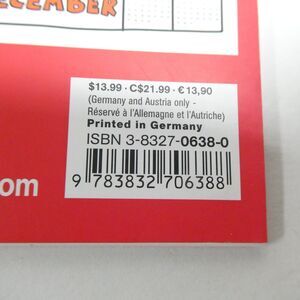 ECEMBER
$13.99 · C$21.99 · € 13,90
(Germany and Austria only -
Réservé à l'Allemagne et l'Autriche)
Printed in Germany
ISBN 3-8327-0638-0
om
9 783832 706388